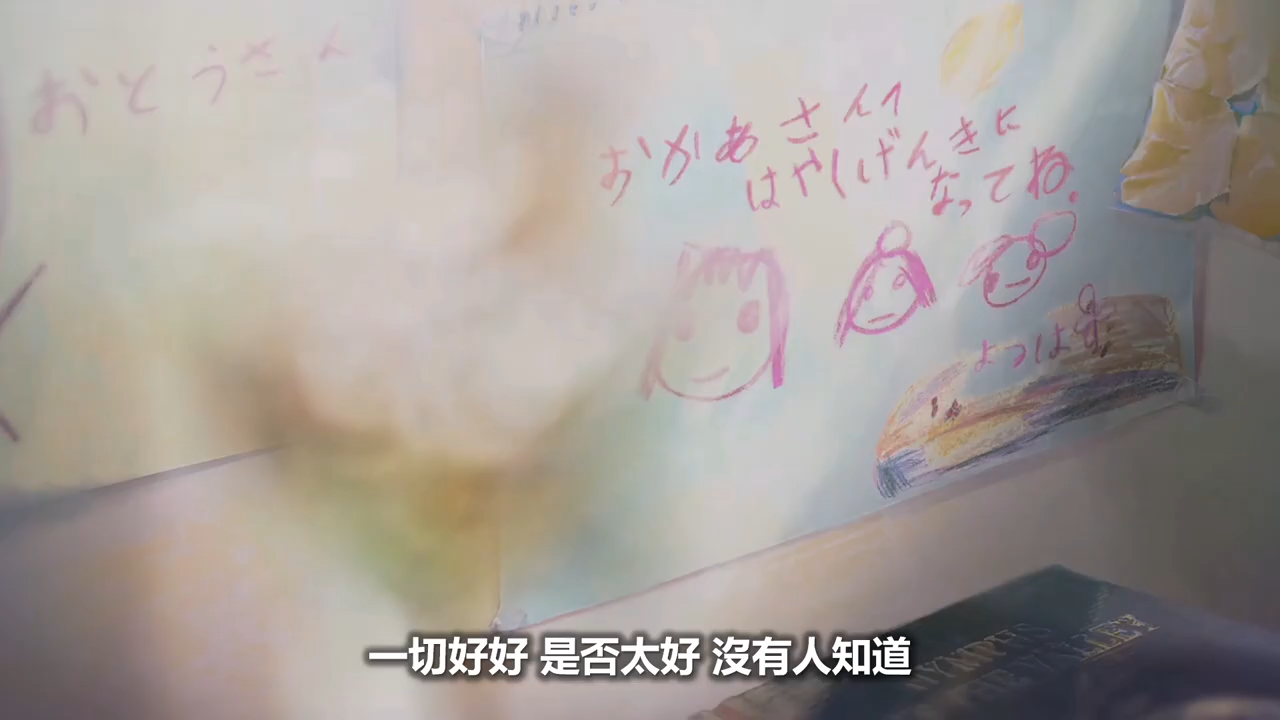 おとうさん
おかあさんへ
はやくげんきに
なってね。
よつば
一切好好 是否太好 沒有人知道